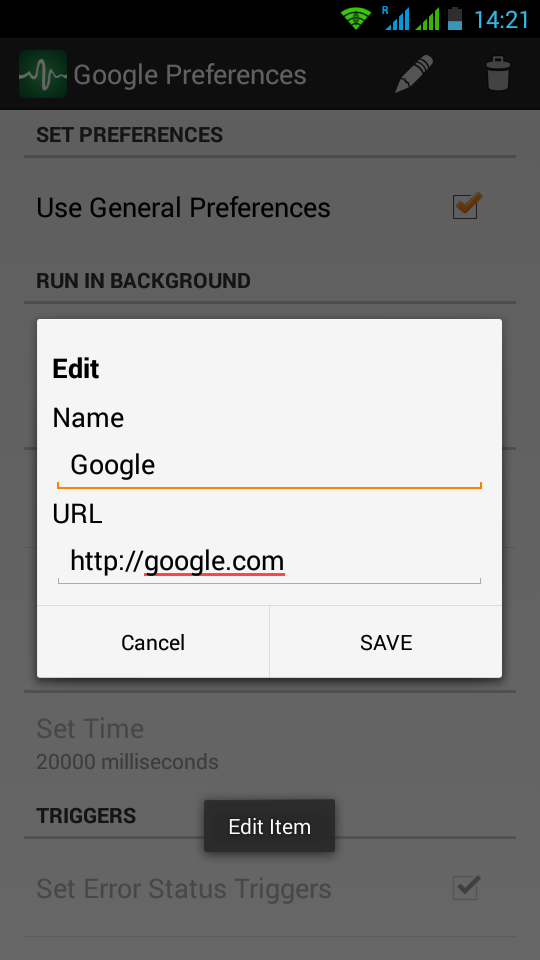 R 14:21
Google Preferences
SET PREFERENCES
Use General Preferences
RUN IN BACKGROUND
Edit
Name
Google
URL
http://google.com
Cancel SAVE
Set Time
20000 milliseconds
TRIGGERS
Edit Item
Set Error Status Triggers